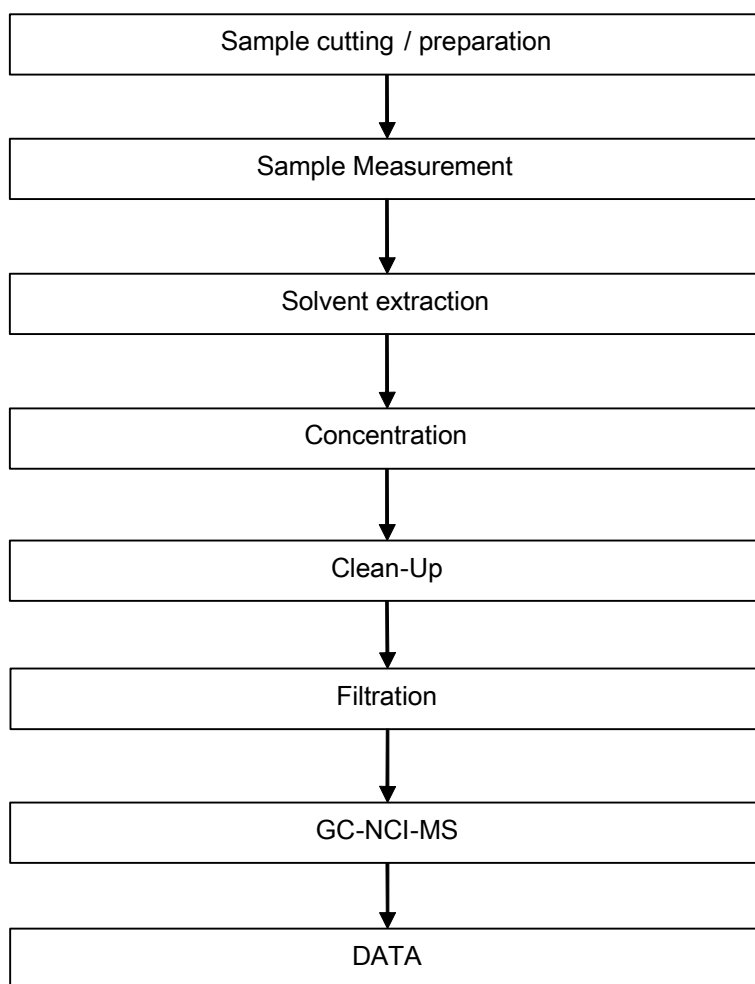 Sample cutting / preparation
Sample Measurement
Solvent extraction
Concentration
Clean-Up
Filtration
GC-NCI-MS
DATA